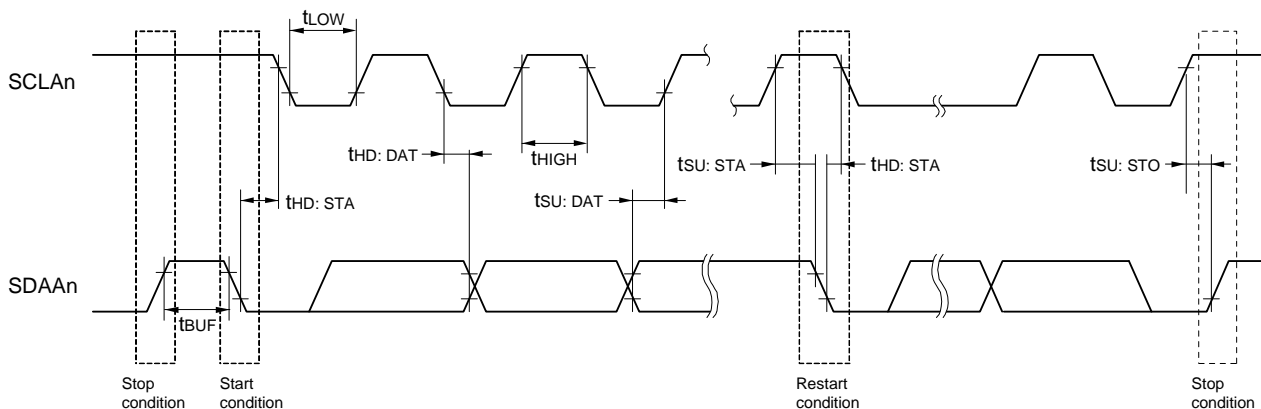 tLOW
SCLAn
tHD: DAT
tHIGH
tSU: STA
tHD: STA
tSU: STO
tHD: STA
tSU: DAT
SDAAn
tBUF
Stop
condition
Start
condition
Restart
condition
Stop
condition